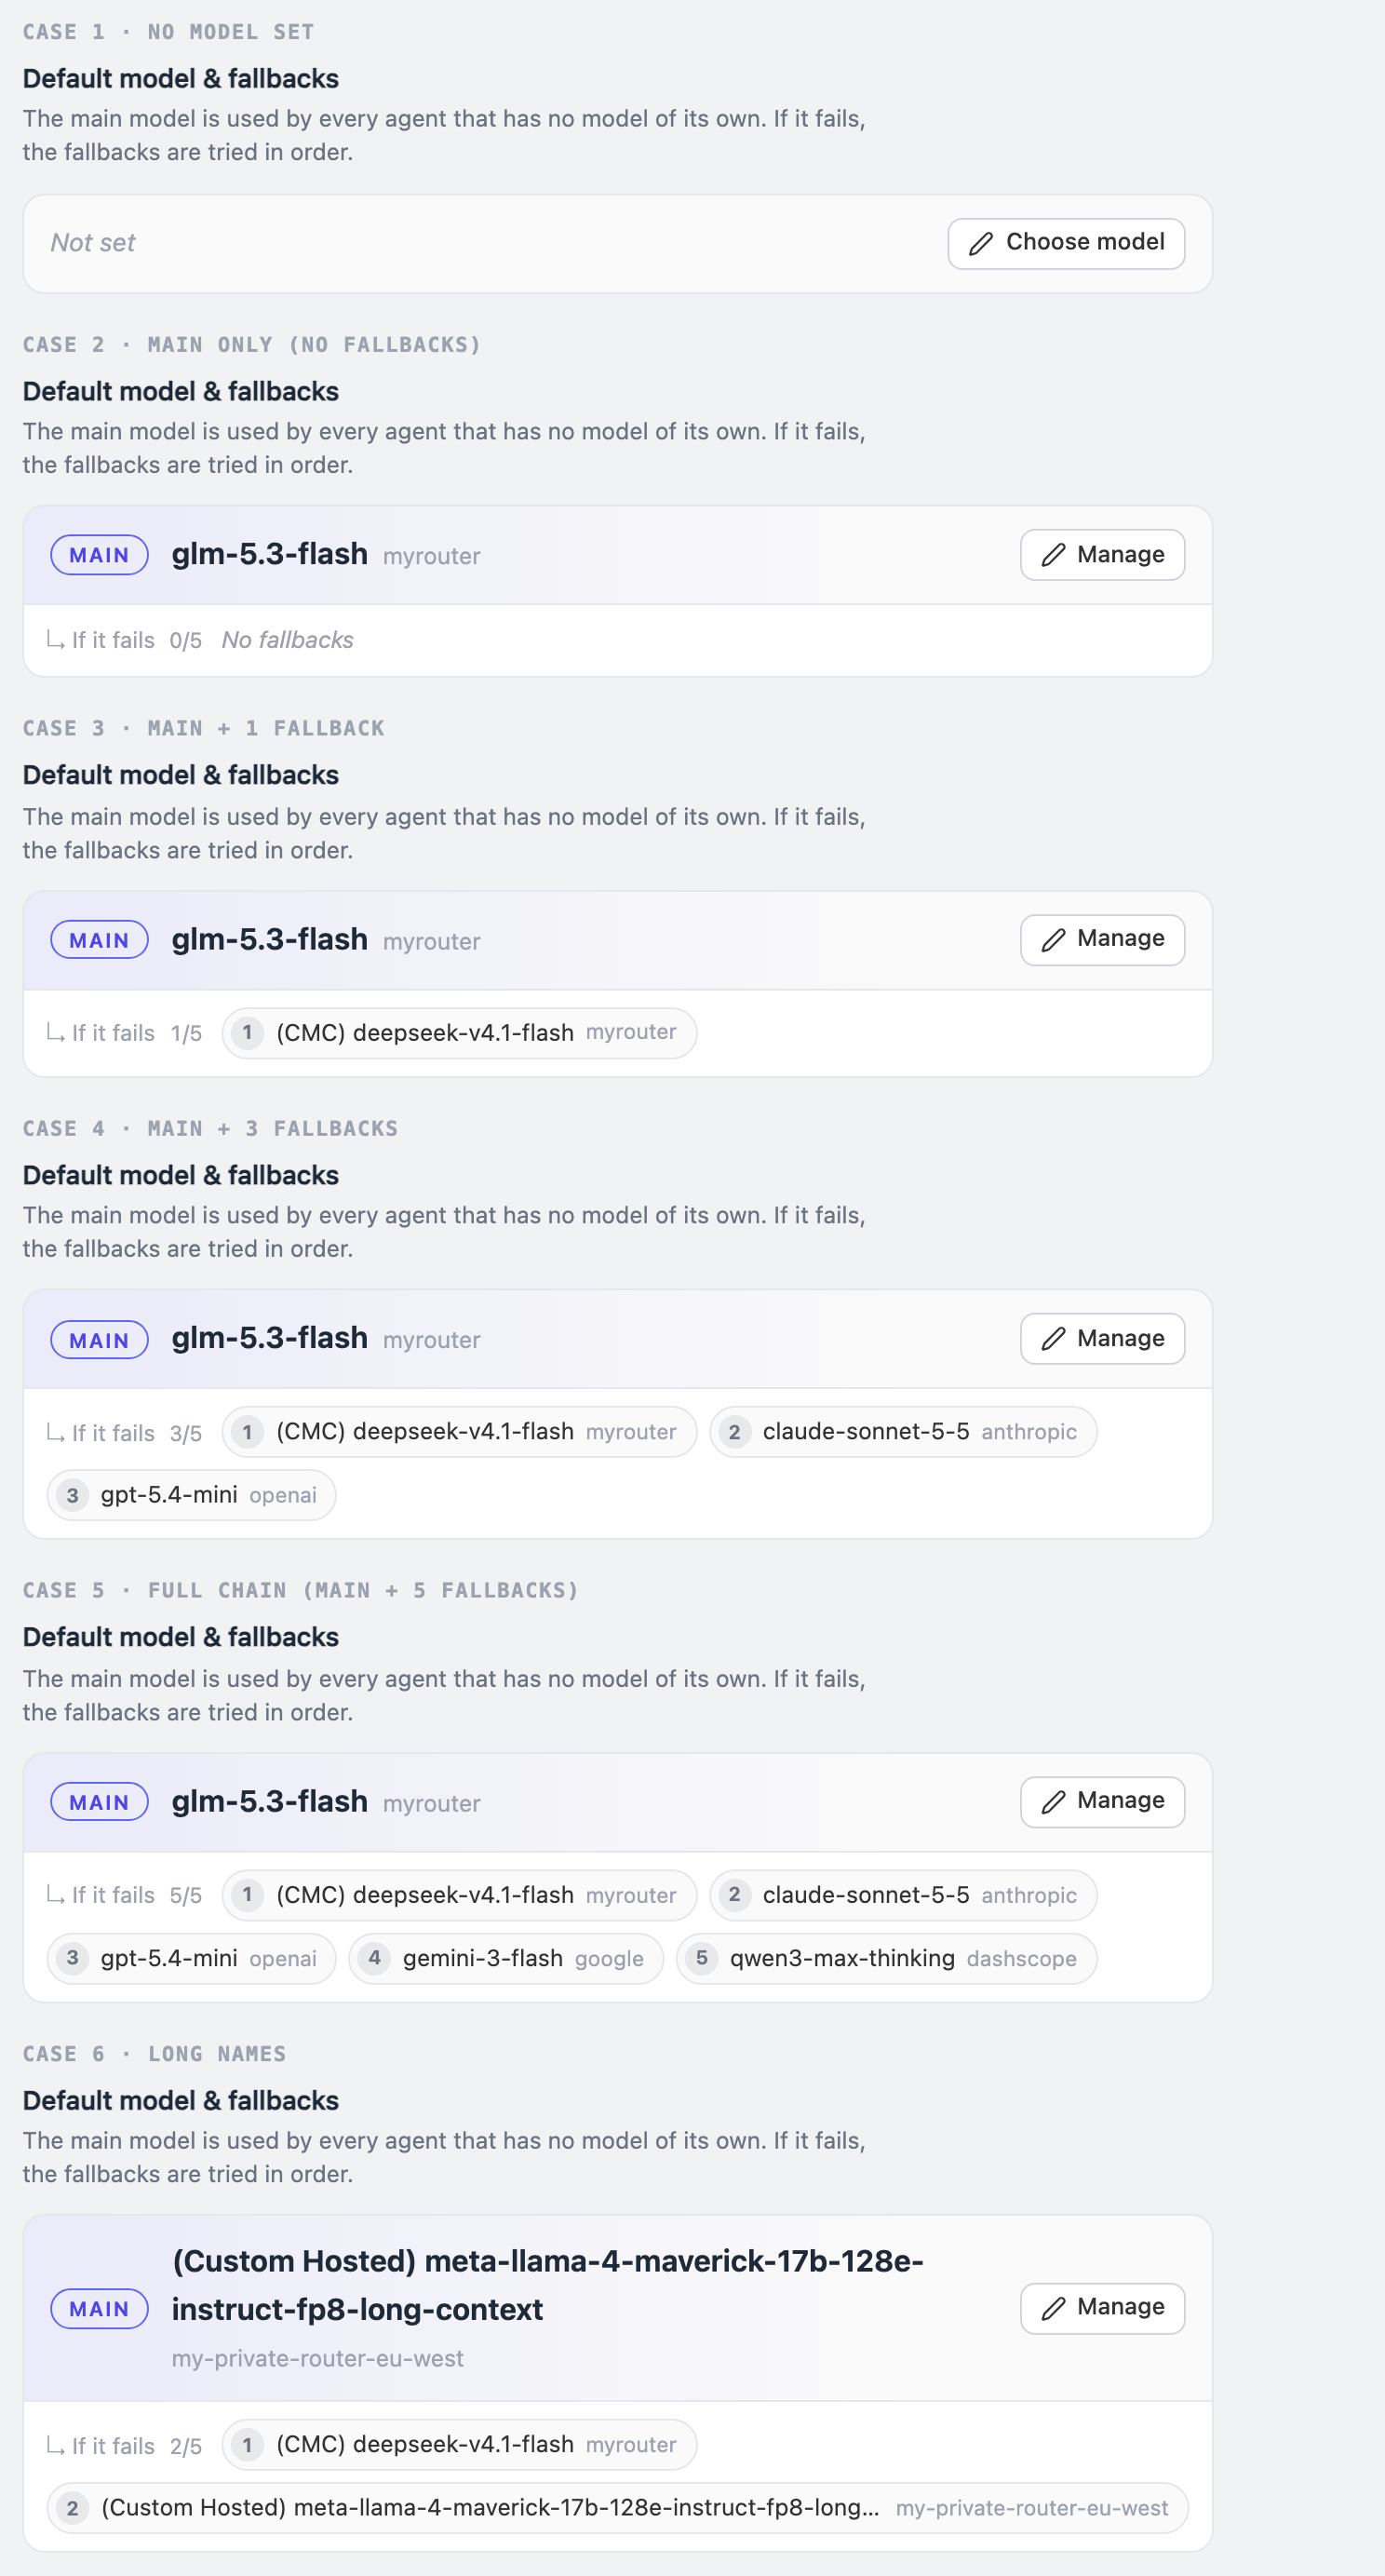 CASE 1 · NO MODEL SET
Default model & fallbacks
The main model is used by every agent that has no model of its own. If it fails,
the fallbacks are tried in order.
Not set
Choose model
CASE 2 · MAIN ONLY (NO FALLBACKS)
Default model & fallbacks
The main model is used by every agent that has no model of its own. If it fails,
the fallbacks are tried in order.
MAIN glm-5.3-flash myrouter Manage
If it fails 0/5 No fallbacks
CASE 3 · MAIN + 1 FALLBACK
Default model & fallbacks
The main model is used by every agent that has no model of its own. If it fails,
the fallbacks are tried in order.
MAIN glm-5.3-flash myrouter Manage
If it fails 1/5 1 (CMC) deepseek-v4.1-flash myrouter
CASE 4 · MAIN + 3 FALLBACKS
Default model & fallbacks
The main model is used by every agent that has no model of its own. If it fails,
the fallbacks are tried in order.
MAIN glm-5.3-flash myrouter Manage
If it fails 3/5 1 (CMC) deepseek-v4.1-flash myrouter 2 claude-sonnet-5-5 anthropic
3 gpt-5.4-mini openai
CASE 5 · FULL CHAIN (MAIN + 5 FALLBACKS)
Default model & fallbacks
The main model is used by every agent that has no model of its own. If it fails,
the fallbacks are tried in order.
MAIN glm-5.3-flash myrouter Manage
If it fails 5/5 1 (CMC) deepseek-v4.1-flash myrouter 2 claude-sonnet-5-5 anthropic
3 gpt-5.4-mini openai 4 gemini-3-flash google 5 qwen3-max-thinking dashscope
CASE 6 · LONG NAMES
Default model & fallbacks
The main model is used by every agent that has no model of its own. If it fails,
the fallbacks are tried in order.
(Custom Hosted) meta-llama-4-maverick-17b-128e-
MAIN instruct-fp8-long-context Manage
my-private-router-eu-west
If it fails 2/5 1 (CMC) deepseek-v4.1-flash myrouter
2 (Custom Hosted) meta-llama-4-maverick-17b-128e-instruct-fp8-long... my-private-router-eu-west